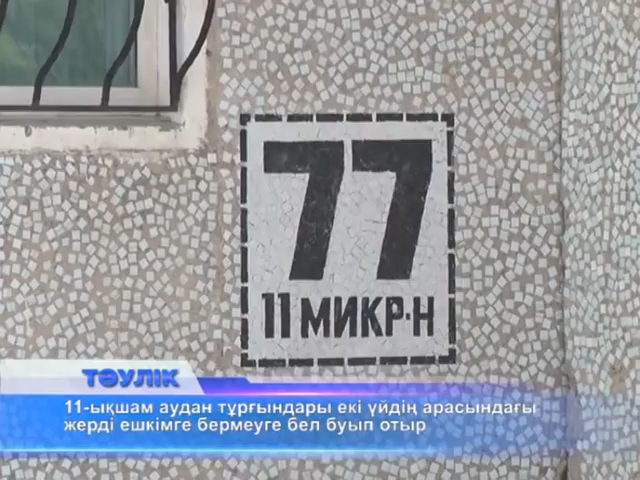 77
11 МИКР-Н
ТӘУЛІК
11-ықшам аудан тұрғындары екі үйдің арасындағы
жерді ешкімге бермеуге бел буып отыр